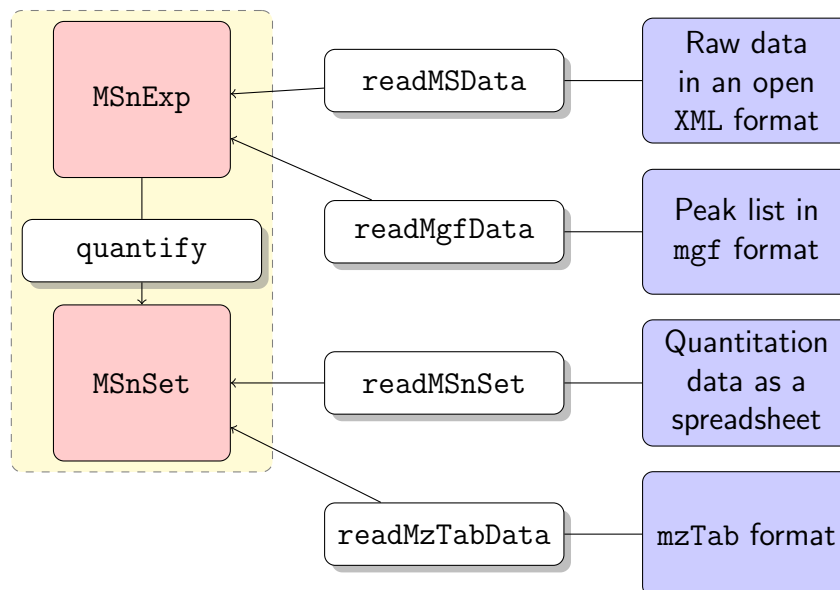 MSnExp
readMSData
Raw data
in an open
XML format
readMgfData
Peak list in
mgf format
quantify
MSnSet
readMSnSet
Quantitation
data as a
spreadsheet
readMzTabData
mzTab format